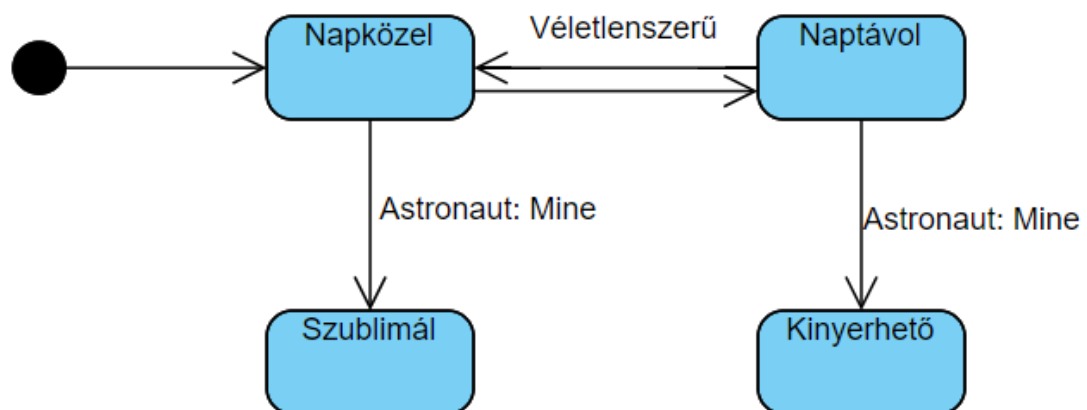 Napközel
Véletlenszerű
Naptávol
Astronaut: Mine
Astronaut: Mine
Szublimál
Kinyerhető